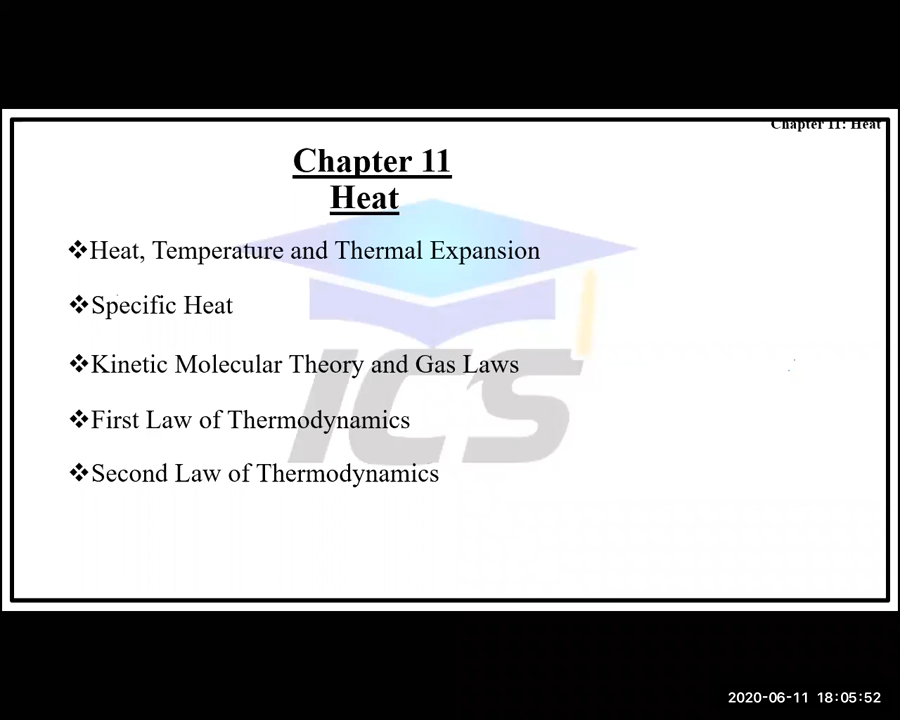 Chapter 11: Heat
Chapter 11
Heat
❖Heat, Temperature and Thermal Expansion
❖Specific Heat
❖Kinetic Molecular Theory and Gas Laws
❖First Law of Thermodynamics
❖Second Law of Thermodynamics
ICS
2020-06-11 18:05:52